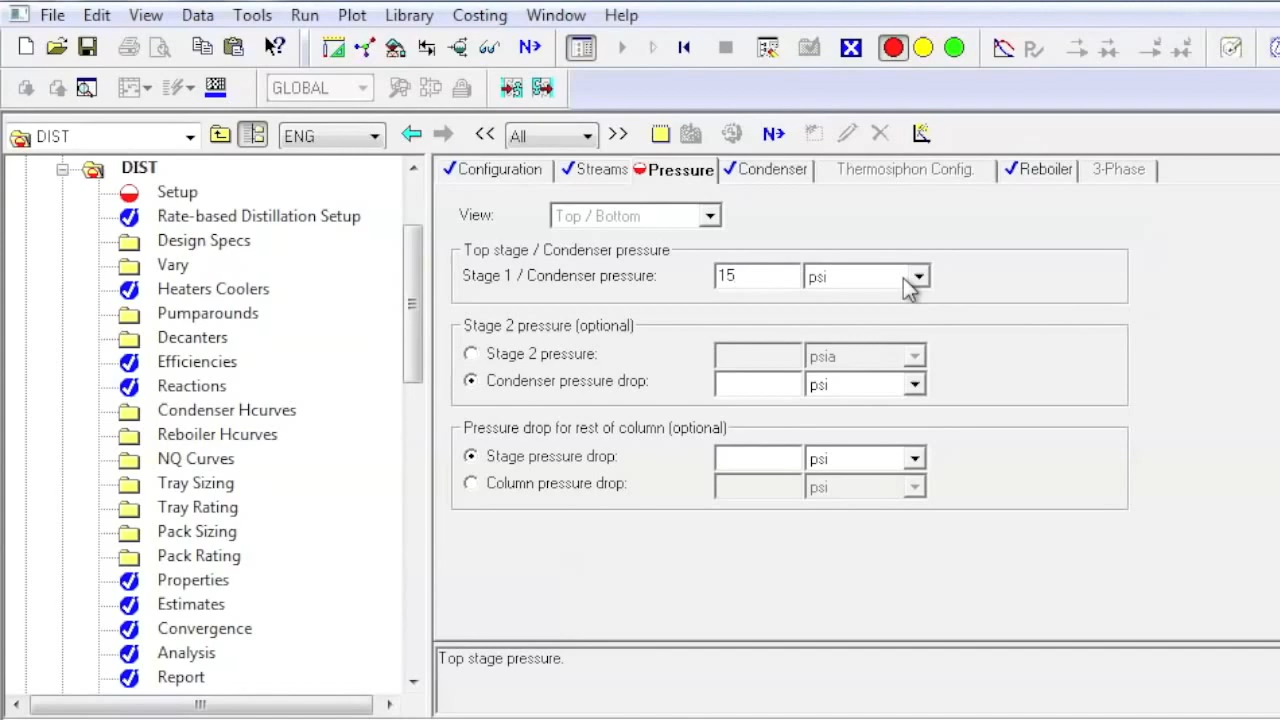 File Edit View Data Tools Run Plot Library Costing Window Help
N>
GLOBAL
DIST ENG << All >> N>
DIST
Setup
Rate-based Distillation Setup
Design Specs
Vary
Heaters Coolers
Pumparounds
Decanters
Efficiencies
Reactions
Condenser Hcurves
Reboiler Hcurves
NQ Curves
Tray Sizing
Tray Rating
Pack Sizing
Pack Rating
Properties
Estimates
Convergence
Analysis
Report
Configuration Streams Pressure Condenser Thermosiphon Config Reboiler 3-Phase
View: Top / Bottom
Top stage / Condenser pressure
Stage 1 / Condenser pressure: 15 psi
Stage 2 pressure (optional)
Stage 2 pressure: psia
Condenser pressure drop: psi
Pressure drop for rest of column (optional)
Stage pressure drop: psi
Column pressure drop: psi
Top stage pressure.